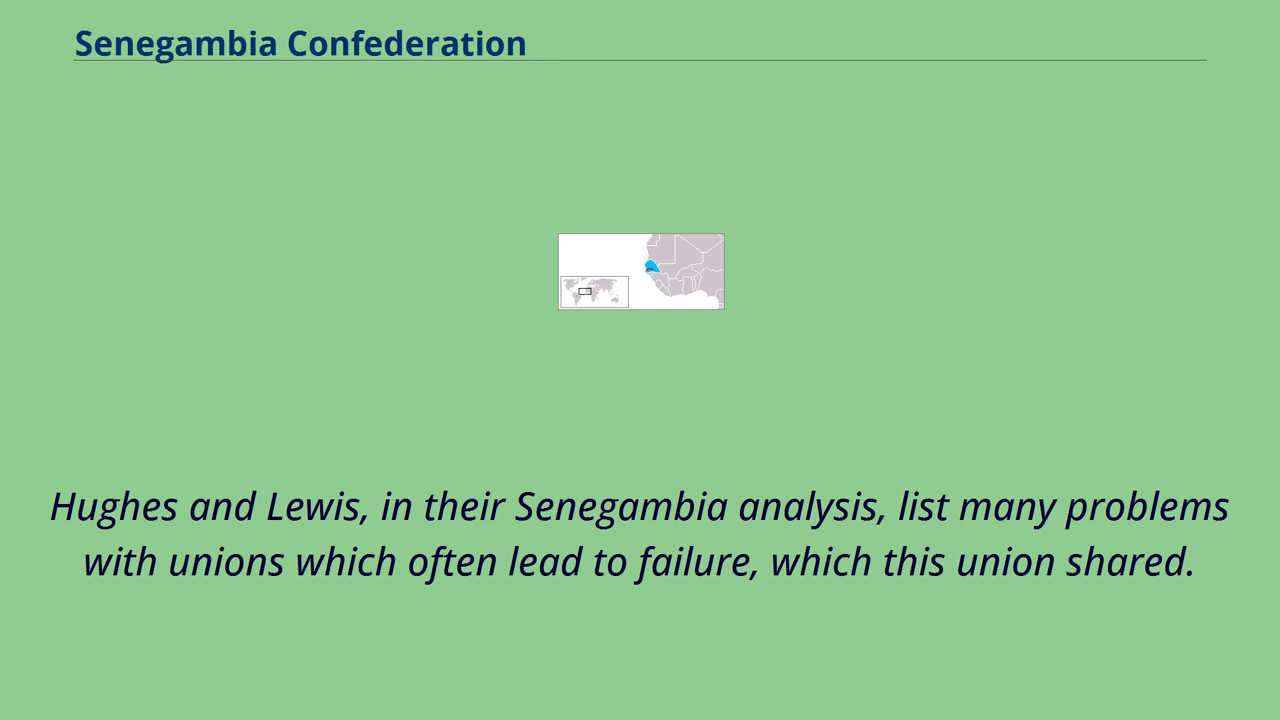 Senegambia Confederation
Hughes and Lewis, in their Senegambia analysis, list many problems
with unions which often lead to failure, which this union shared.